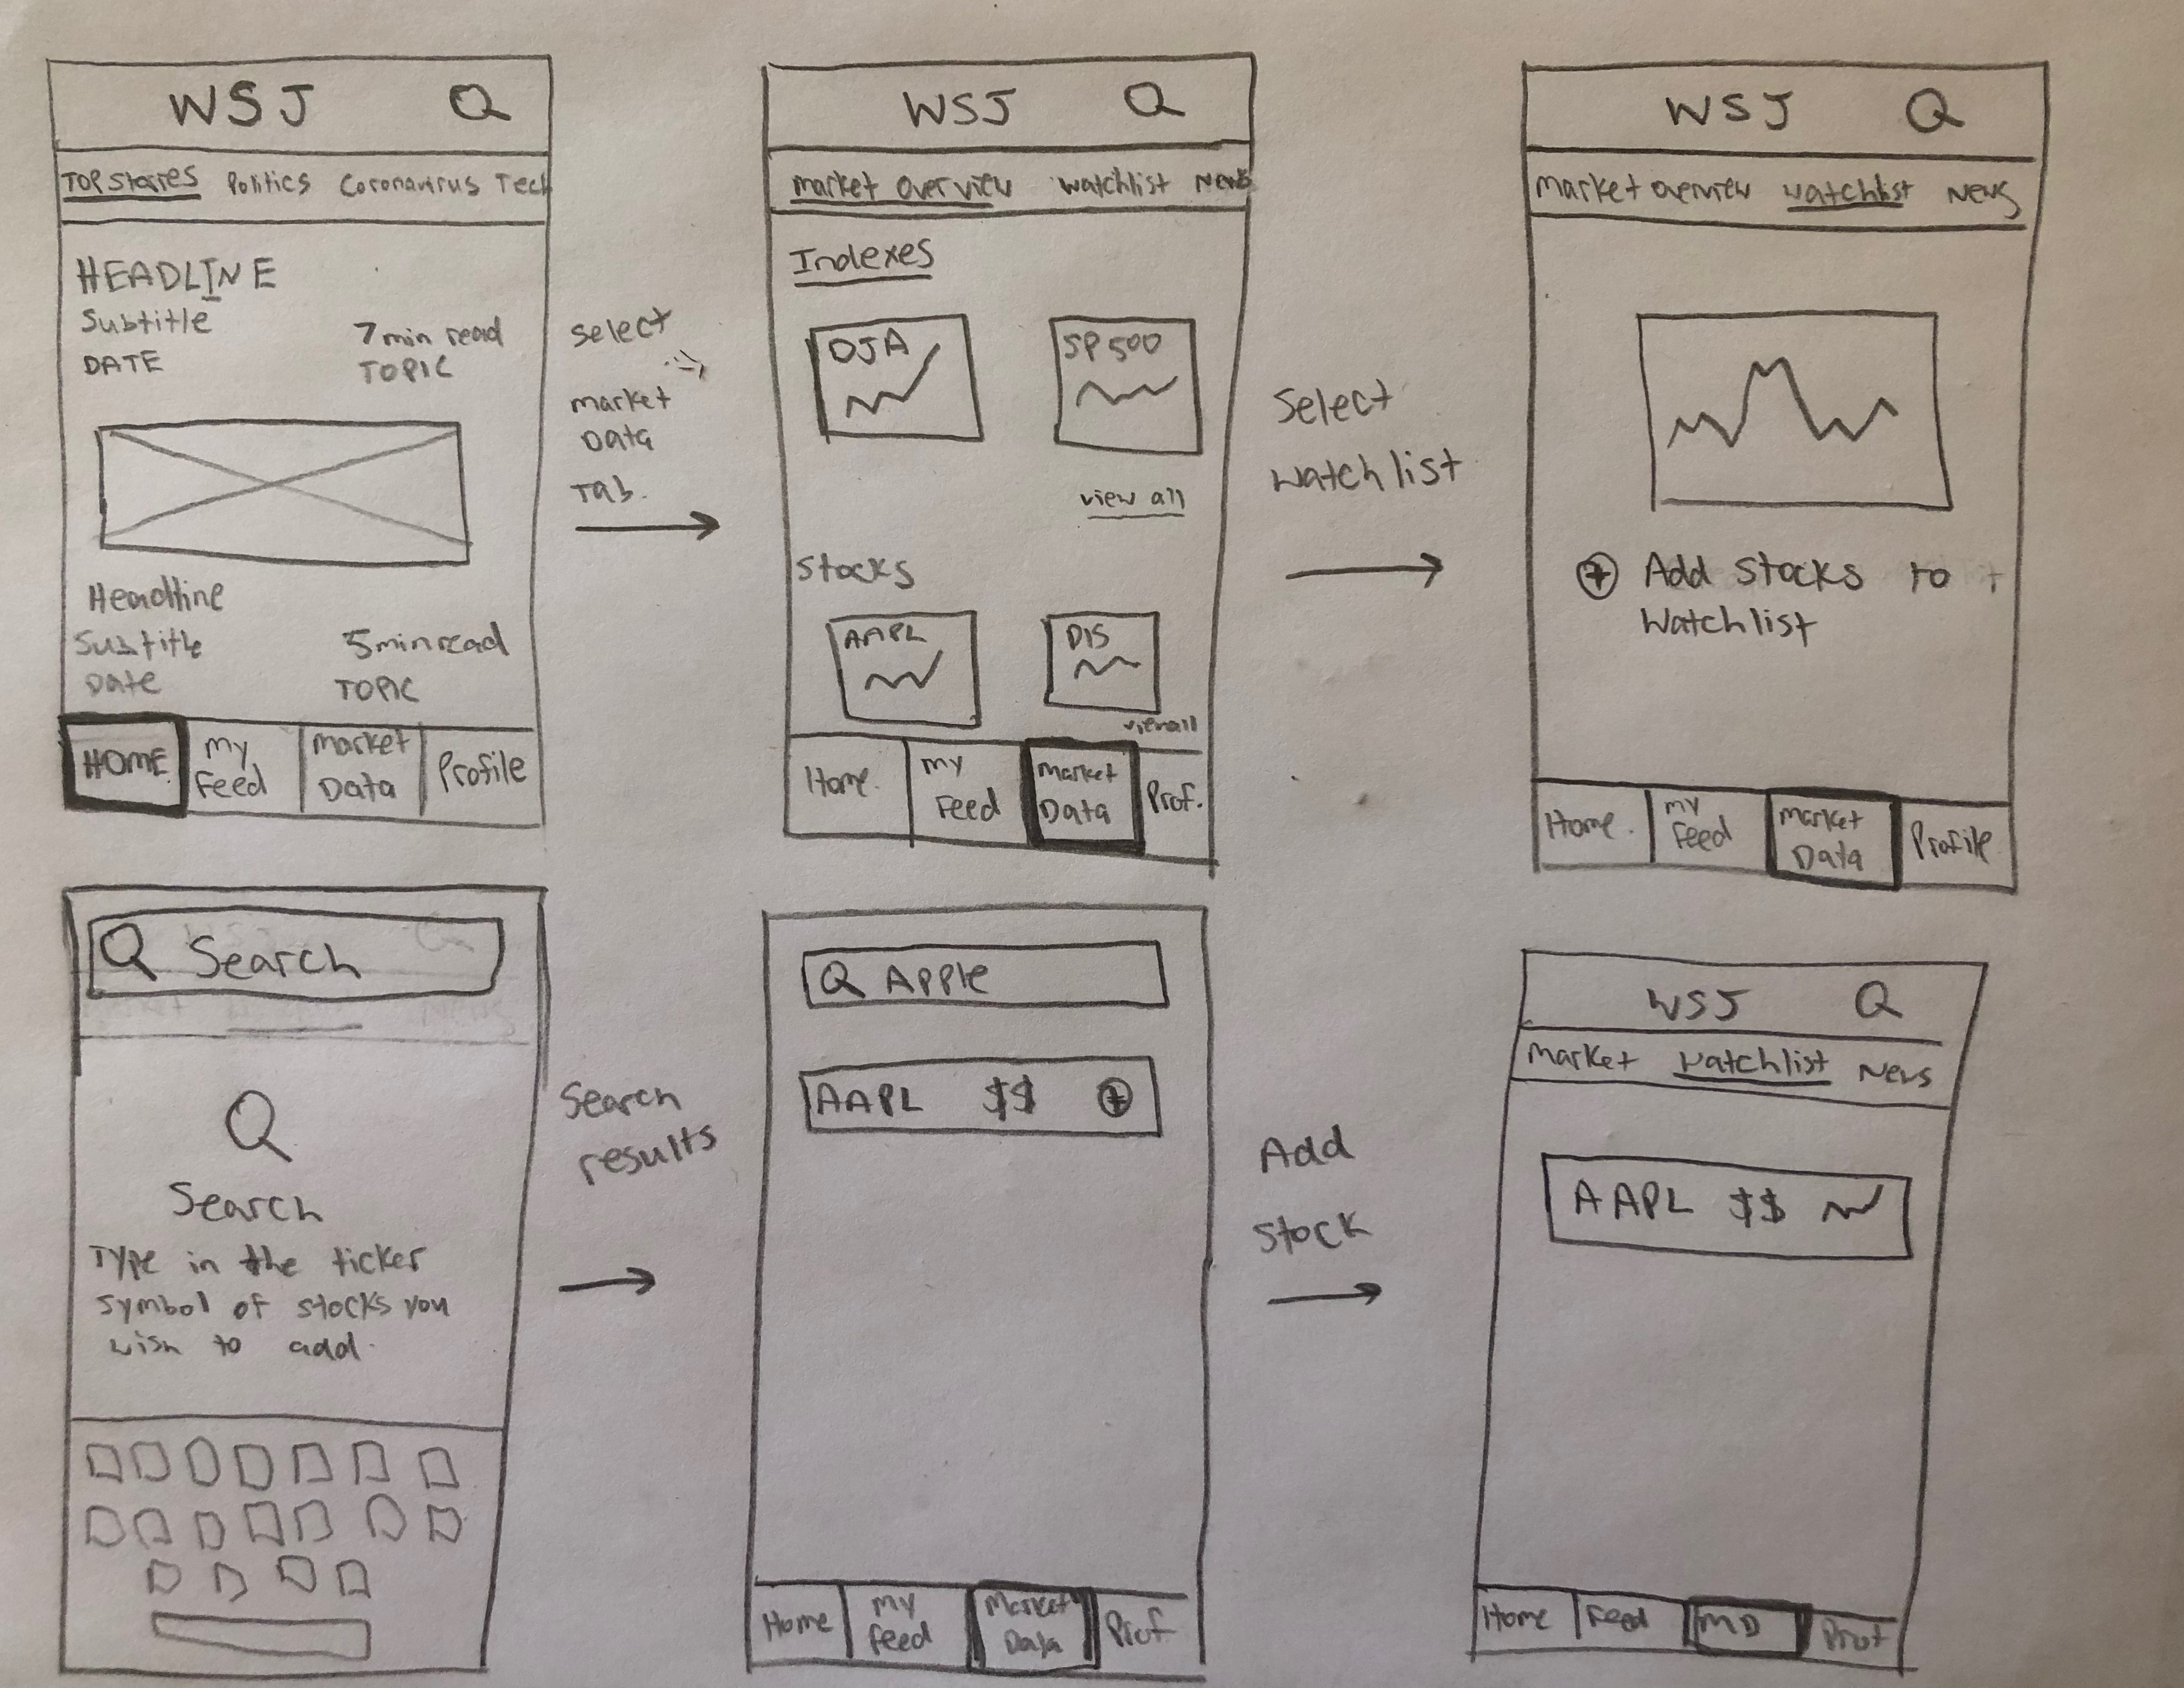 WSJ
TOP Stories Politics Coronavirus Tech
HEADLINE
Subtitle
DATE
7 min read
TOPIC
Headline
Subtitle
Date
5 min read
TOPIC
HOME
My Feed
Market Data
Profile
select
market
Data
Tab.
WSJ
Market Overview Watchlist News
Indexes
DJA
SP500
view all
Stocks
AAPL
DIS
view all
Home.
My Feed
Market Data
Prof.
Select
Watchlist
WSJ
Market overview Watchlist News
Add Stocks to
Watchlist
Home.
My Feed
Market Data
Profile
Search
Search
Type in the ticker
symbol of stocks you
wish to add.
Search
results
Apple
AAPL $$
Home
My Feed
Market Data
Prof.
Add
Stock
WSJ
Market Watchlist News
AAPL $$
Home
Feed
MD
Prof